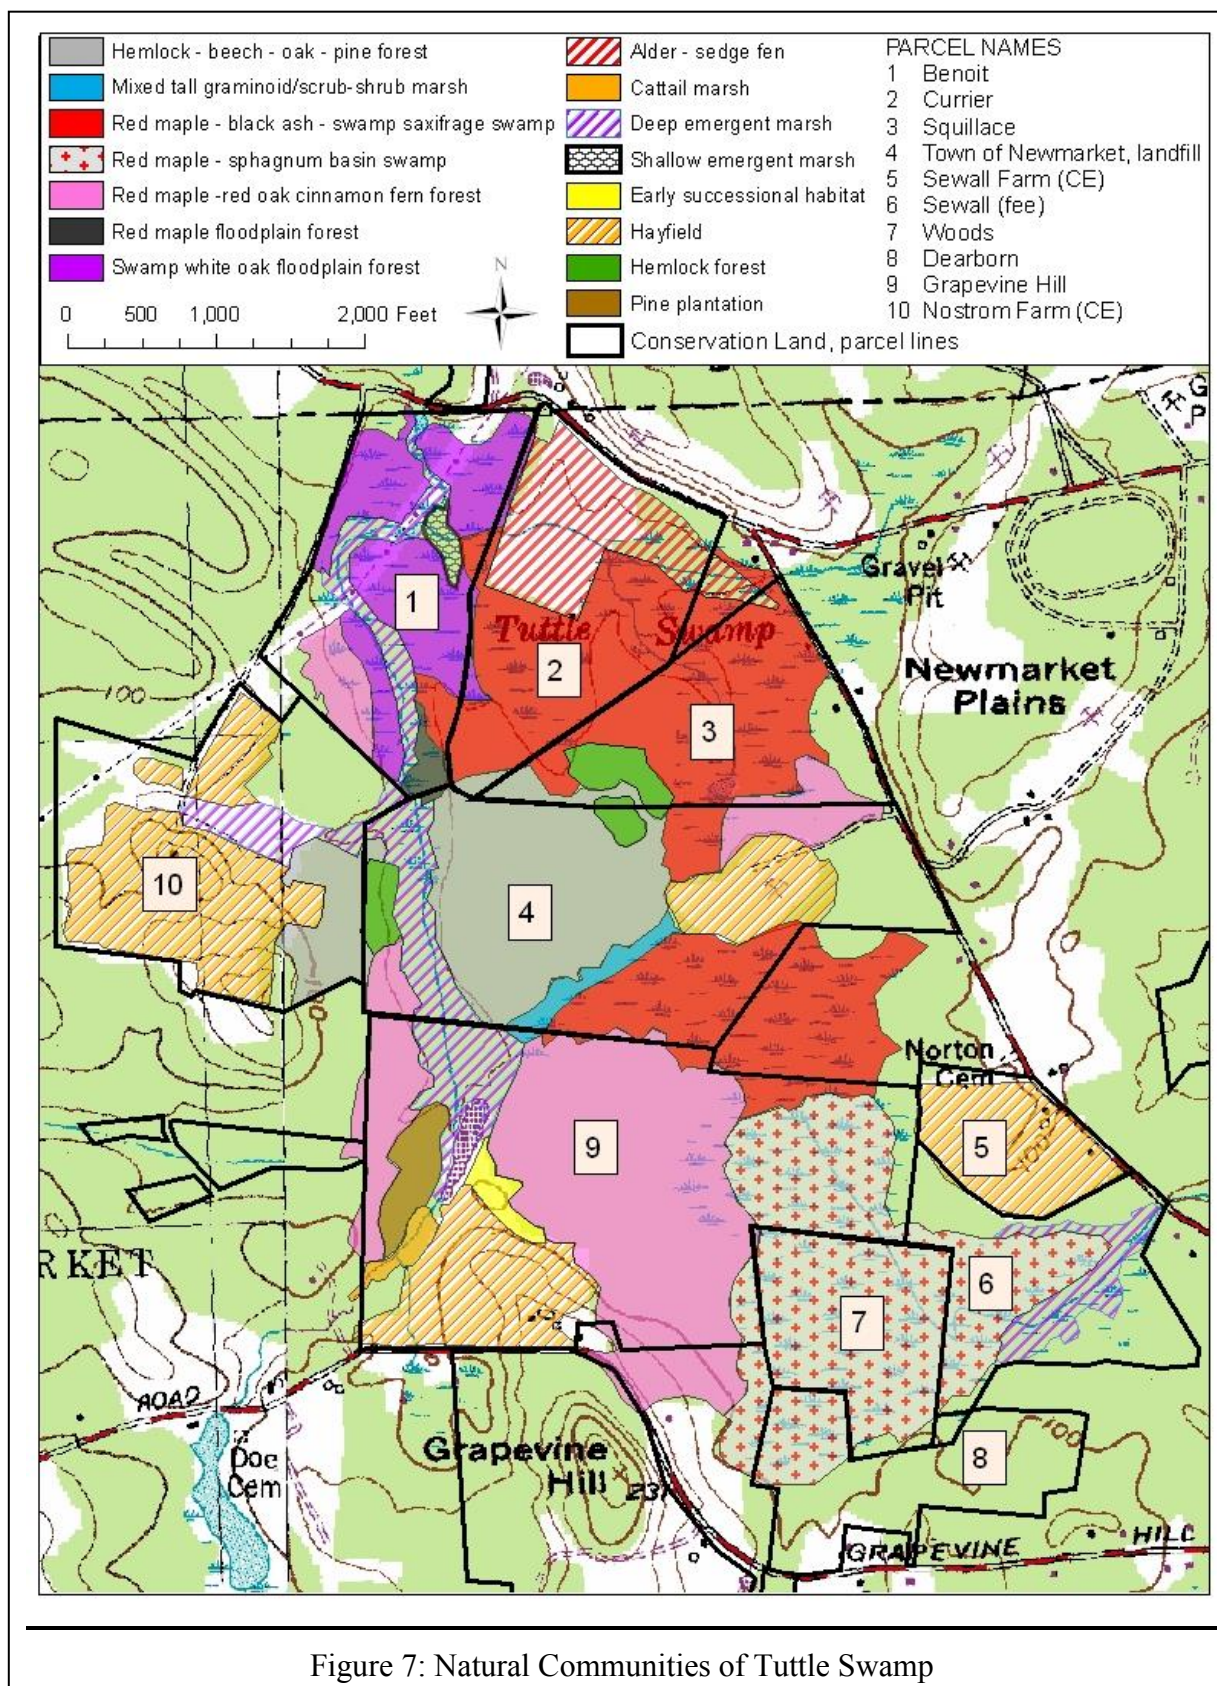 Hemlock - beech - oak - pine forest
Mixed tall graminoid/scrub-shrub marsh
Red maple - black ash - swamp saxifrage swamp
Red maple - sphagnum basin swamp
Red maple -red oak cinnamon fern forest
Red maple floodplain forest
Swamp white oak floodplain forest
0 500 1,000 2,000 Feet
N
Alder - sedge fen
Cattail marsh
Deep emergent marsh
Shallow emergent marsh
Early successional habitat
Hayfield
Hemlock forest
Pine plantation
Conservation Land, parcel lines
PARCEL NAMES
1 Benoit
2 Currier
3 Squillace
4 Town of Newmarket, landfill
5 Sewall Farm (CE)
6 Sewall (fee)
7 Woods
8 Dearborn
9 Grapevine Hill
10 Nostrom Farm (CE)
G
P
Gravel
Pit
1
Tuttle Swamp
2
Newmarket
Plains
100
3
10
4
100
Norton
Cem
9
5
100
RKET
6
7
ROAD
Doe
Cem
Grapevine
Hill
231
100
8
GRAPEVINE HILL
Figure 7: Natural Communities of Tuttle Swamp